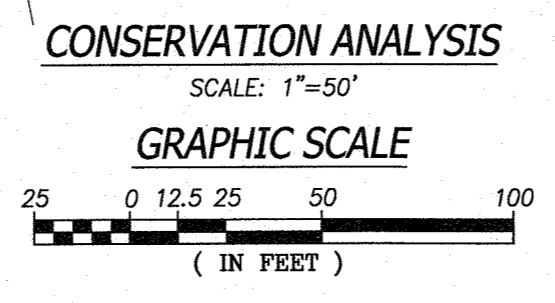 CONSERVATION ANALYSIS
SCALE: 1"=50'
GRAPHIC SCALE
25 0 12.5 25 50 100
( IN FEET )